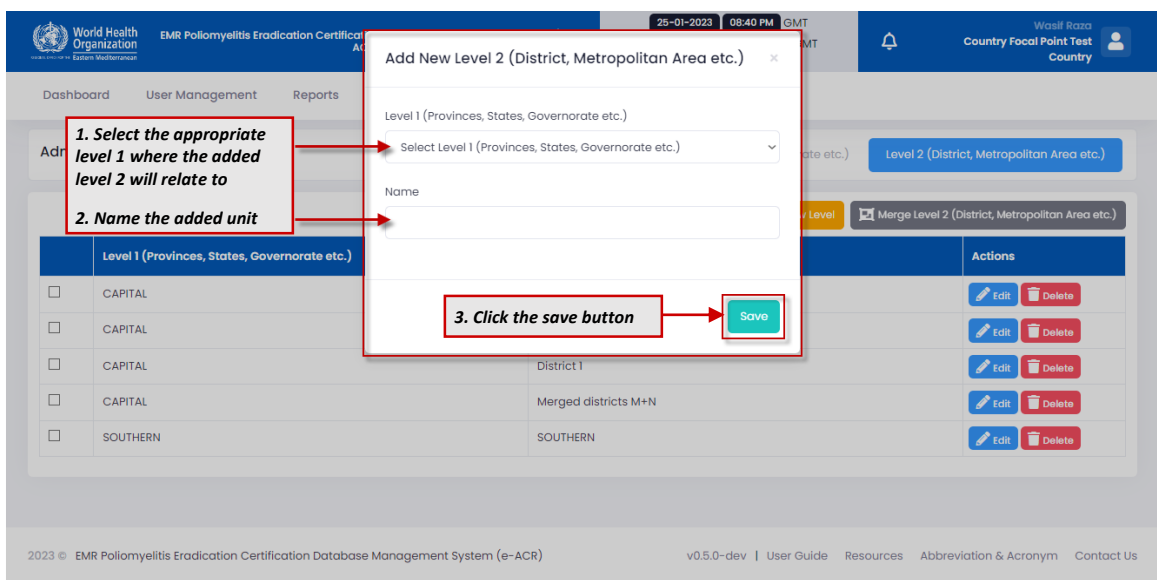 World Health
Organization
Eastern Mediterranean
EMR Poliomyelitis Eradication Certificat
AC
25-01-2023 08:40 PM GMT
MT
Wasif Raza
Country Focal Point Test
Country
Dashboard User Management Reports
Add New Level 2 (District, Metropolitan Area etc.) ×
Level 1 (Provinces, States, Governorate etc.)
Select Level 1 (Provinces, States, Governorate etc.)
Name
Save
1. Select the appropriate
level 1 where the added
level 2 will relate to
2. Name the added unit
3. Click the save button
Adr
ate etc.) Level 2 (District, Metropolitan Area etc.)
Level Merge Level 2 (District, Metropolitan Area etc.)
Level 1 (Provinces, States, Governorate etc.) Actions
CAPITAL Edit Delete
CAPITAL Edit Delete
CAPITAL District 1 Edit Delete
CAPITAL Merged districts M+N Edit Delete
SOUTHERN SOUTHERN Edit Delete
2023 © EMR Poliomyelitis Eradication Certification Database Management System (e-ACR) v0.5.0-dev | User Guide Resources Abbreviation & Acronym Contact Us